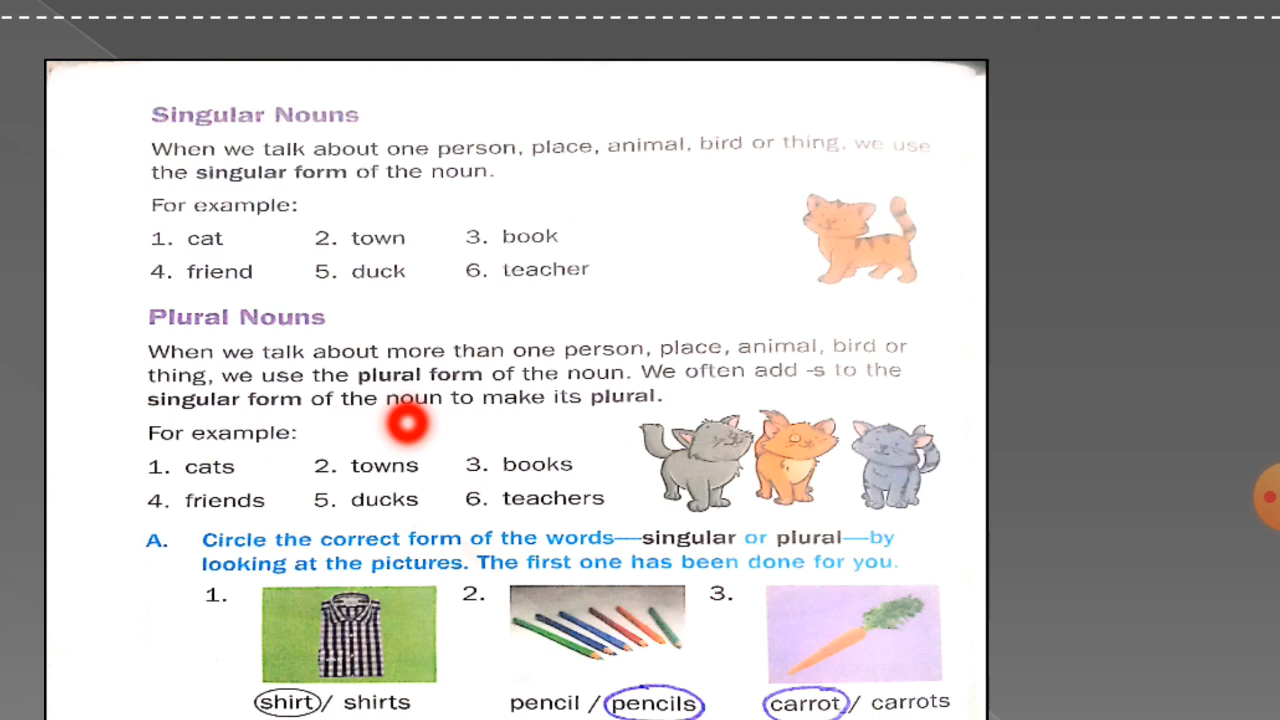 Singular Nouns
When we talk about one person, place, animal, bird or thing, we use
the singular form of the noun.
For example:
1. cat 2. town 3. book
4. friend 5. duck 6. teacher
Plural Nouns
When we talk about more than one person, place, animal, bird or
thing, we use the plural form of the noun. We often add -s to the
singular form of the noun to make its plural.
For example:
1. cats 2. towns 3. books
4. friends 5. ducks 6. teachers
A. Circle the correct form of the words—singular or plural—by
looking at the pictures. The first one has been done for you.
1. 2. 3.
shirt / shirts pencil / pencils carrot / carrots